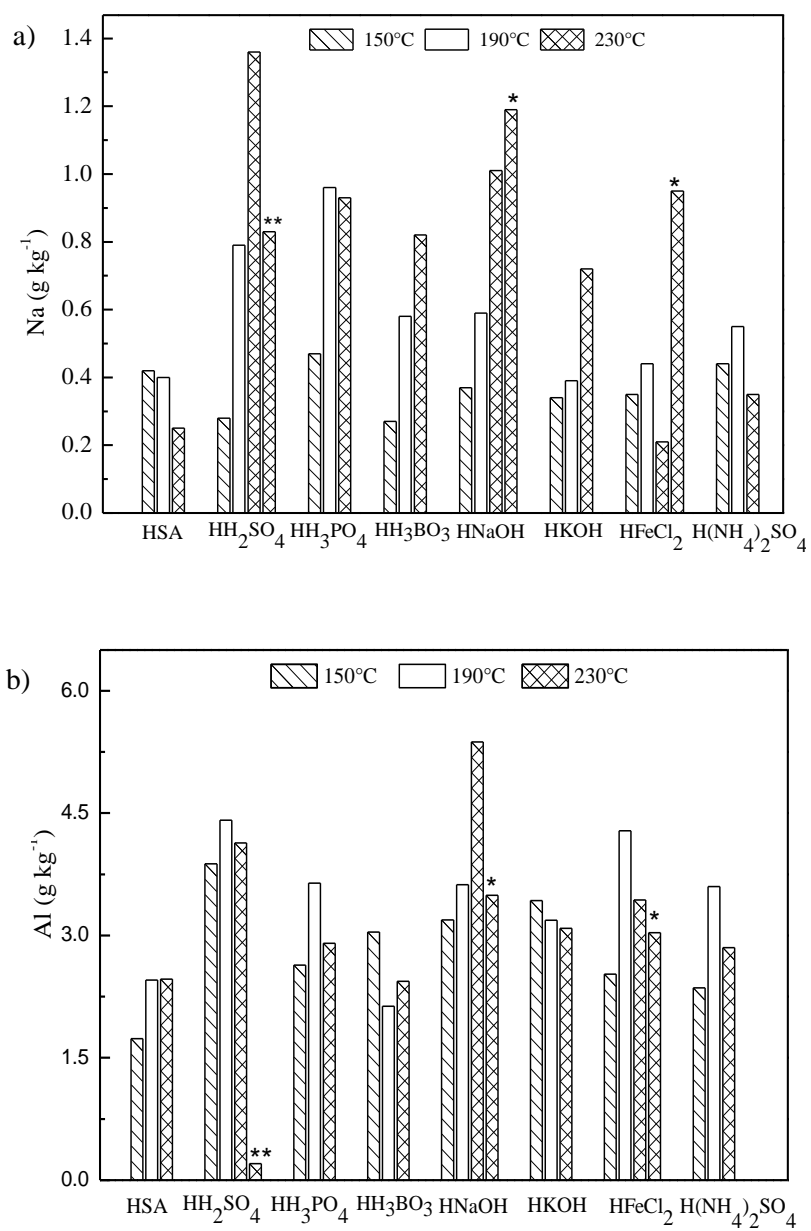 a)
150°C 190°C 230°C
1.4
1.2
1.0
0.8
0.6
0.4
0.2
0.0
Na (g kg⁻¹)
**
*
*
HSA HH₂SO₄ HH₃PO₄ HH₃BO₃ HNaOH HKOH HFeCl₂ H(NH₄)₂SO₄
b)
150°C 190°C 230°C
6.0
4.5
3.0
1.5
0.0
Al (g kg⁻¹)
**
*
*
HSA HH₂SO₄ HH₃PO₄ HH₃BO₃ HNaOH HKOH HFeCl₂ H(NH₄)₂SO₄